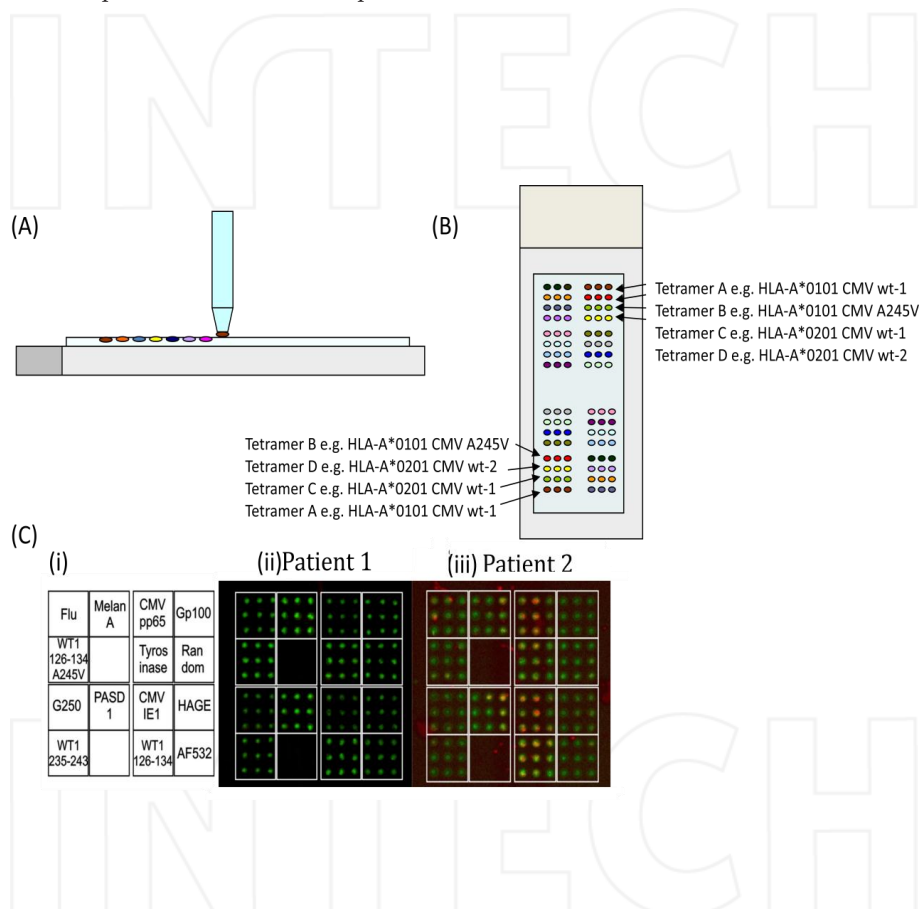 INTECH
(A)
(B)
Tetramer A e.g. HLA-A*0101 CMV wt-1
Tetramer B e.g. HLA-A*0101 CMV A245V
Tetramer C e.g. HLA-A*0201 CMV wt-1
Tetramer D e.g. HLA-A*0201 CMV wt-2
Tetramer B e.g. HLA-A*0101 CMV A245V
Tetramer D e.g. HLA-A*0201 CMV wt-2
Tetramer C e.g. HLA-A*0201 CMV wt-1
Tetramer A e.g. HLA-A*0101 CMV wt-1
(C)
(i)
(ii)Patient 1
(iii) Patient 2
Flu
Melan
A
CMV
pp65
Gp100
WT1
126-134
A245V
Tyros
inase
Ran
dom
G250
PASD
1
CMV
IE1
HAGE
WT1
235-243
WT1
126-134
AF532
INTECH